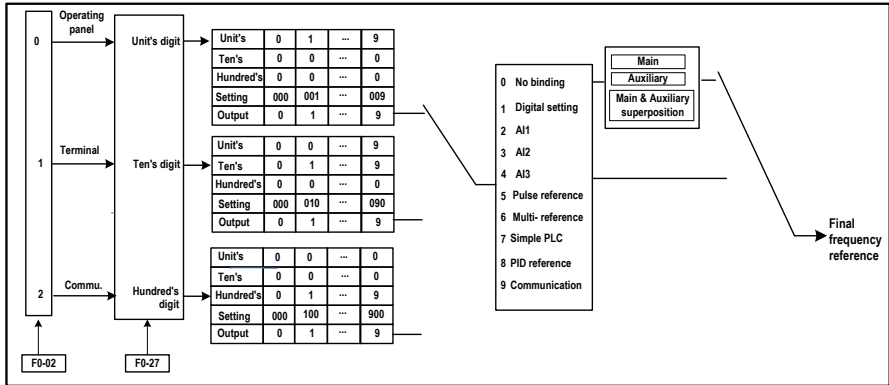 Operating panel
0
Terminal
1
Commu.
2
F0-02
Unit's digit
Ten's digit
Hundred's digit
F0-27
Unit's 0 1 ... 9
Ten's 0 0 ... 0
Hundred's 0 0 ... 0
Setting 000 001 ... 009
Output 0 1 ... 9
Unit's 0 0 ... 9
Ten's 0 1 ... 9
Hundred's 0 0 ... 0
Setting 000 010 ... 090
Output 0 1 ... 9
Unit's 0 0 ... 0
Ten's 0 0 ... 0
Hundred's 0 1 ... 9
Setting 000 100 ... 900
Output 0 1 ... 9
0 No binding
1 Digital setting
2 AI1
3 AI2
4 AI3
5 Pulse reference
6 Multi- reference
7 Simple PLC
8 PID reference
9 Communication
Main
Auxiliary
Main & Auxiliary
superposition
Final
frequency
reference